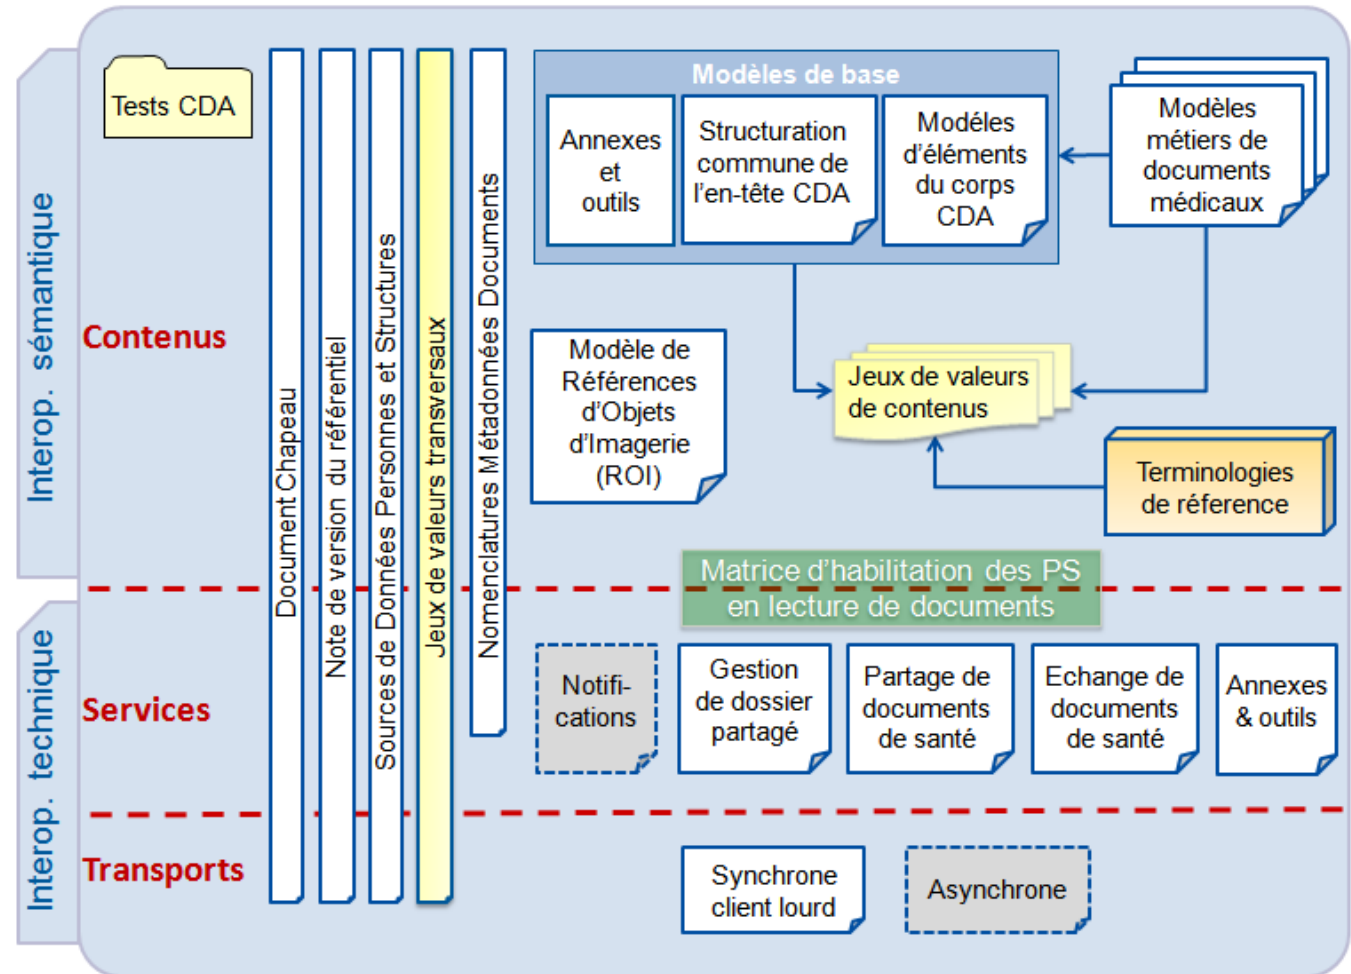 Interop. sémantique
Interop. technique
Contenus
Services
Transports
Tests CDA
Document Chapeau
Note de version du référentiel
Sources de Données Personnes et Structures
Jeux de valeurs transversaux
Nomenclatures Métadonnées Documents
Modèles de base
Annexes
et
outils
Structuration
commune de
l'en-tête CDA
Modéles
d'éléments
du corps
CDA
Modèles
métiers de
documents
médicaux
Modèle de
Références
d'Objets
d'Imagerie
(ROI)
Jeux de valeurs
de contenus
Terminologies
de réference
Matrice d'habilitation des PS
en lecture de documents
Notifi-
cations
Gestion
de dossier
partagé
Partage de
documents
de santé
Echange de
documents
de santé
Annexes
& outils
Synchrone
client lourd
Asynchrone